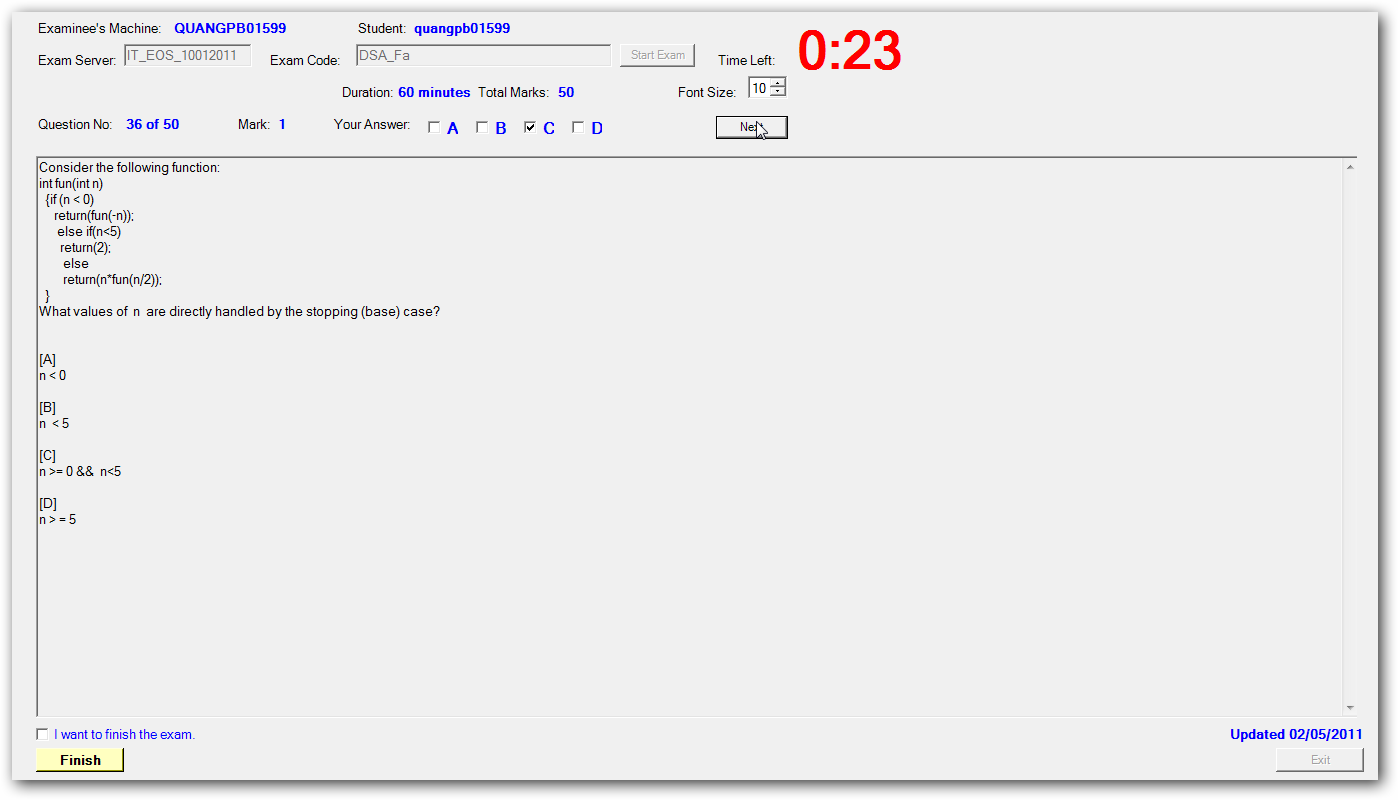 Examinee's Machine: QUANGPB01599 Student: quangpb01599
Exam Server: IT_EOS_10012011 Exam Code: DSA_Fa Start Exam Time Left: 0:23
Duration: 60 minutes Total Marks: 50 Font Size: 10
Question No: 36 of 50 Mark: 1 Your Answer: A B C D Next
Consider the following function:
int fun(int n)
{if (n < 0)
return(fun(-n));
else if(n<5)
return(2);
else
return(n*fun(n/2));
}
What values of n are directly handled by the stopping (base) case?
[A]
n < 0
[B]
n < 5
[C]
n >= 0 && n<5
[D]
n > = 5
I want to finish the exam. Updated 02/05/2011
Finish Exit